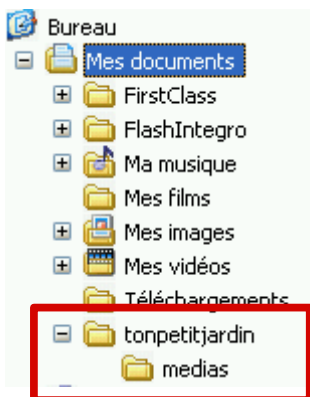 Bureau
Mes documents
FirstClass
FlashIntegro
Ma musique
Mes films
Mes images
Mes vidéos
Téléchargements
tonpetitjardin
medias